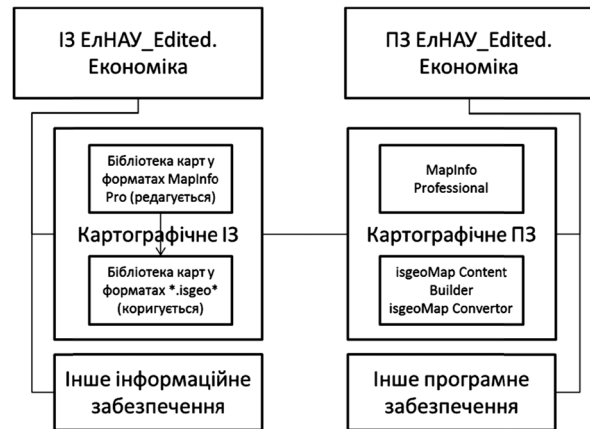 ІЗ ЕлНАУ_Edited.
Економіка
Бібліотека карт у
форматах MapInfo
Pro (редагується)
Картографічне ІЗ
Бібліотека карт у
форматах *.isgeo*
(коригується)
Інше інформаційне
забезпечення
ПЗ ЕлНАУ_Edited.
Економіка
MapInfo
Professional
Картографічне ПЗ
isgeoMap Content
Builder
isgeoMap Convertor
Інше програмне
забезпечення